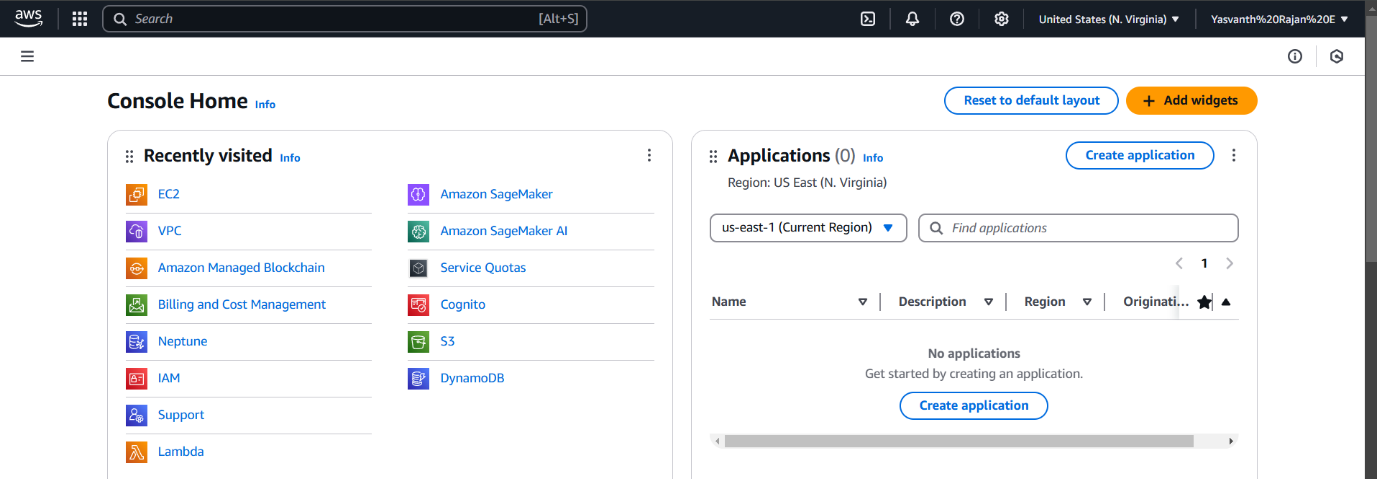 aws
Search [Alt+S]
United States (N. Virginia)
Yasvanth%20Rajan%20E
Console Home Info
Reset to default layout
Add widgets
Recently visited Info
EC2
VPC
Amazon Managed Blockchain
Billing and Cost Management
Neptune
IAM
Support
Lambda
Amazon SageMaker
Amazon SageMaker AI
Service Quotas
Cognito
S3
DynamoDB
Applications (0) Info
Create application
Region: US East (N. Virginia)
us-east-1 (Current Region)
Find applications
1
Name Description Region Originati...
No applications
Get started by creating an application.
Create application